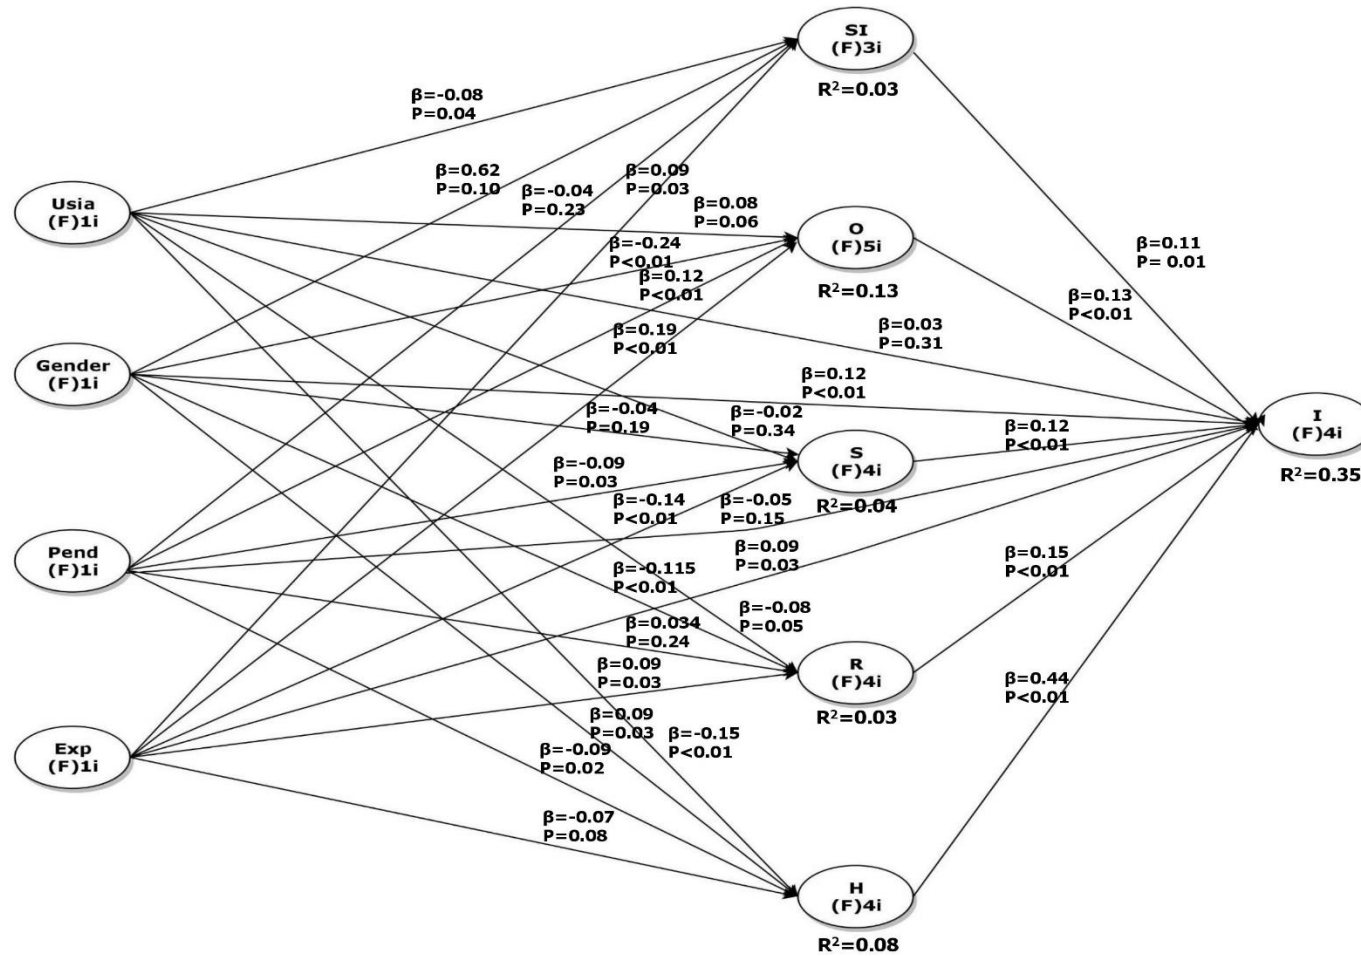 SI
(F)3i
R²=0.03
β=-0.08
P=0.04
β=0.62
P=0.10
β=-0.04
P=0.23
β=0.09
P=0.03
Usia
(F)1i
β=0.08
P=0.06
O
(F)5i
R²=0.13
β=-0.24
P<0.01
β=0.12
P<0.01
β=0.11
P= 0.01
β=0.13
P<0.01
β=0.19
P<0.01
β=0.03
P=0.31
Gender
(F)1i
β=0.12
P<0.01
β=-0.04
P=0.19
β=-0.02
P=0.34
S
(F)4i
R²=0.04
β=0.12
P<0.01
I
(F)4i
R²=0.35
β=-0.09
P=0.03
β=-0.14
P<0.01
β=-0.05
P=0.15
Pend
(F)1i
β=0.09
P=0.03
β=0.15
P<0.01
β=-0.115
P<0.01
β=-0.08
P=0.05
β=0.034
P=0.24
R
(F)4i
R²=0.03
β=0.09
P=0.03
β=0.44
P<0.01
Exp
(F)1i
β=0.09
P=0.03
β=-0.15
P<0.01
β=-0.09
P=0.02
β=-0.07
P=0.08
H
(F)4i
R²=0.08